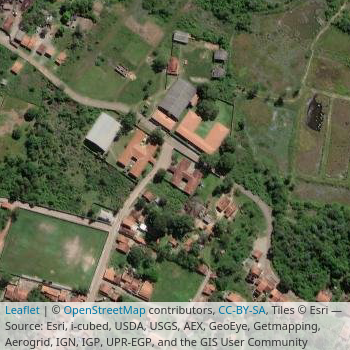 Leaflet | © OpenStreetMap contributors, CC-BY-SA, Tiles © Esri —
Source: Esri, i-cubed, USDA, USGS, AEX, GeoEye, Getmapping,
Aerogrid, IGN, IGP, UPR-EGP, and the GIS User Community